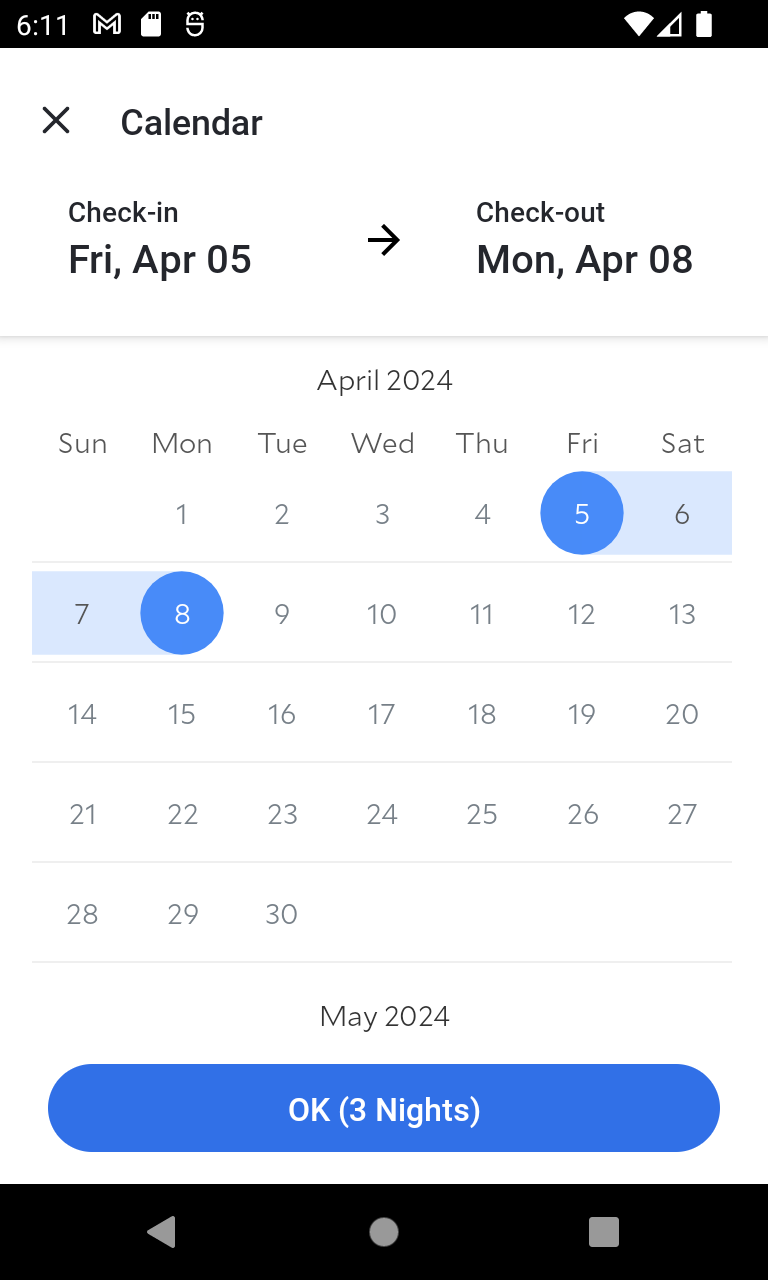 6:11
Calendar
Check-in
Fri, Apr 05
Check-out
Mon, Apr 08
April 2024
Sun Mon Tue Wed Thu Fri Sat
1 2 3 4 5 6
7 8 9 10 11 12 13
14 15 16 17 18 19 20
21 22 23 24 25 26 27
28 29 30
May 2024
OK (3 Nights)